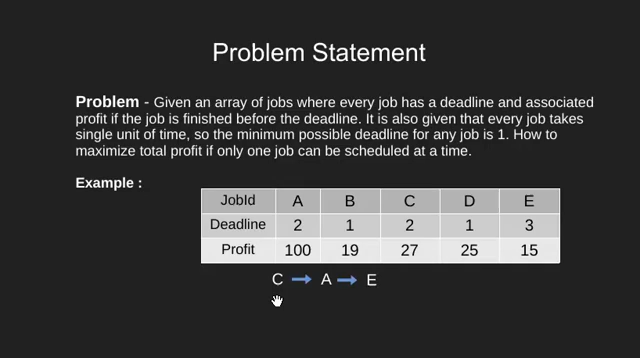 Problem Statement
Problem - Given an array of jobs where every job has a deadline and associated
profit if the job is finished before the deadline. It is also given that every job takes
single unit of time, so the minimum possible deadline for any job is 1. How to
maximize total profit if only one job can be scheduled at a time.
Example :
JobId A B C D E
Deadline 2 1 2 1 3
Profit 100 19 27 25 15
C → A → E